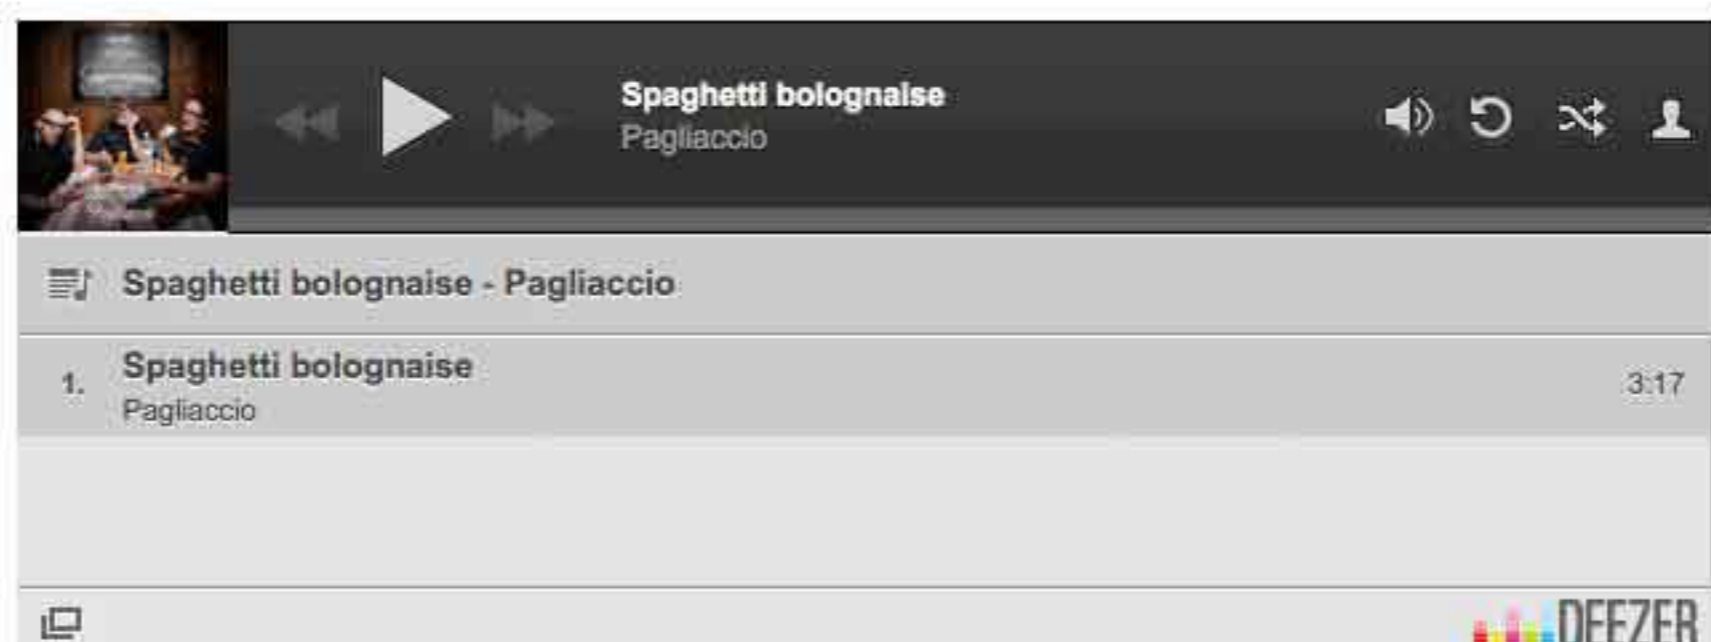 Spaghetti bolognaise
Pagliaccio
Spaghetti bolognaise - Pagliaccio
1.
Spaghetti bolognaise
3:17
Pagliaccio
DEEZER